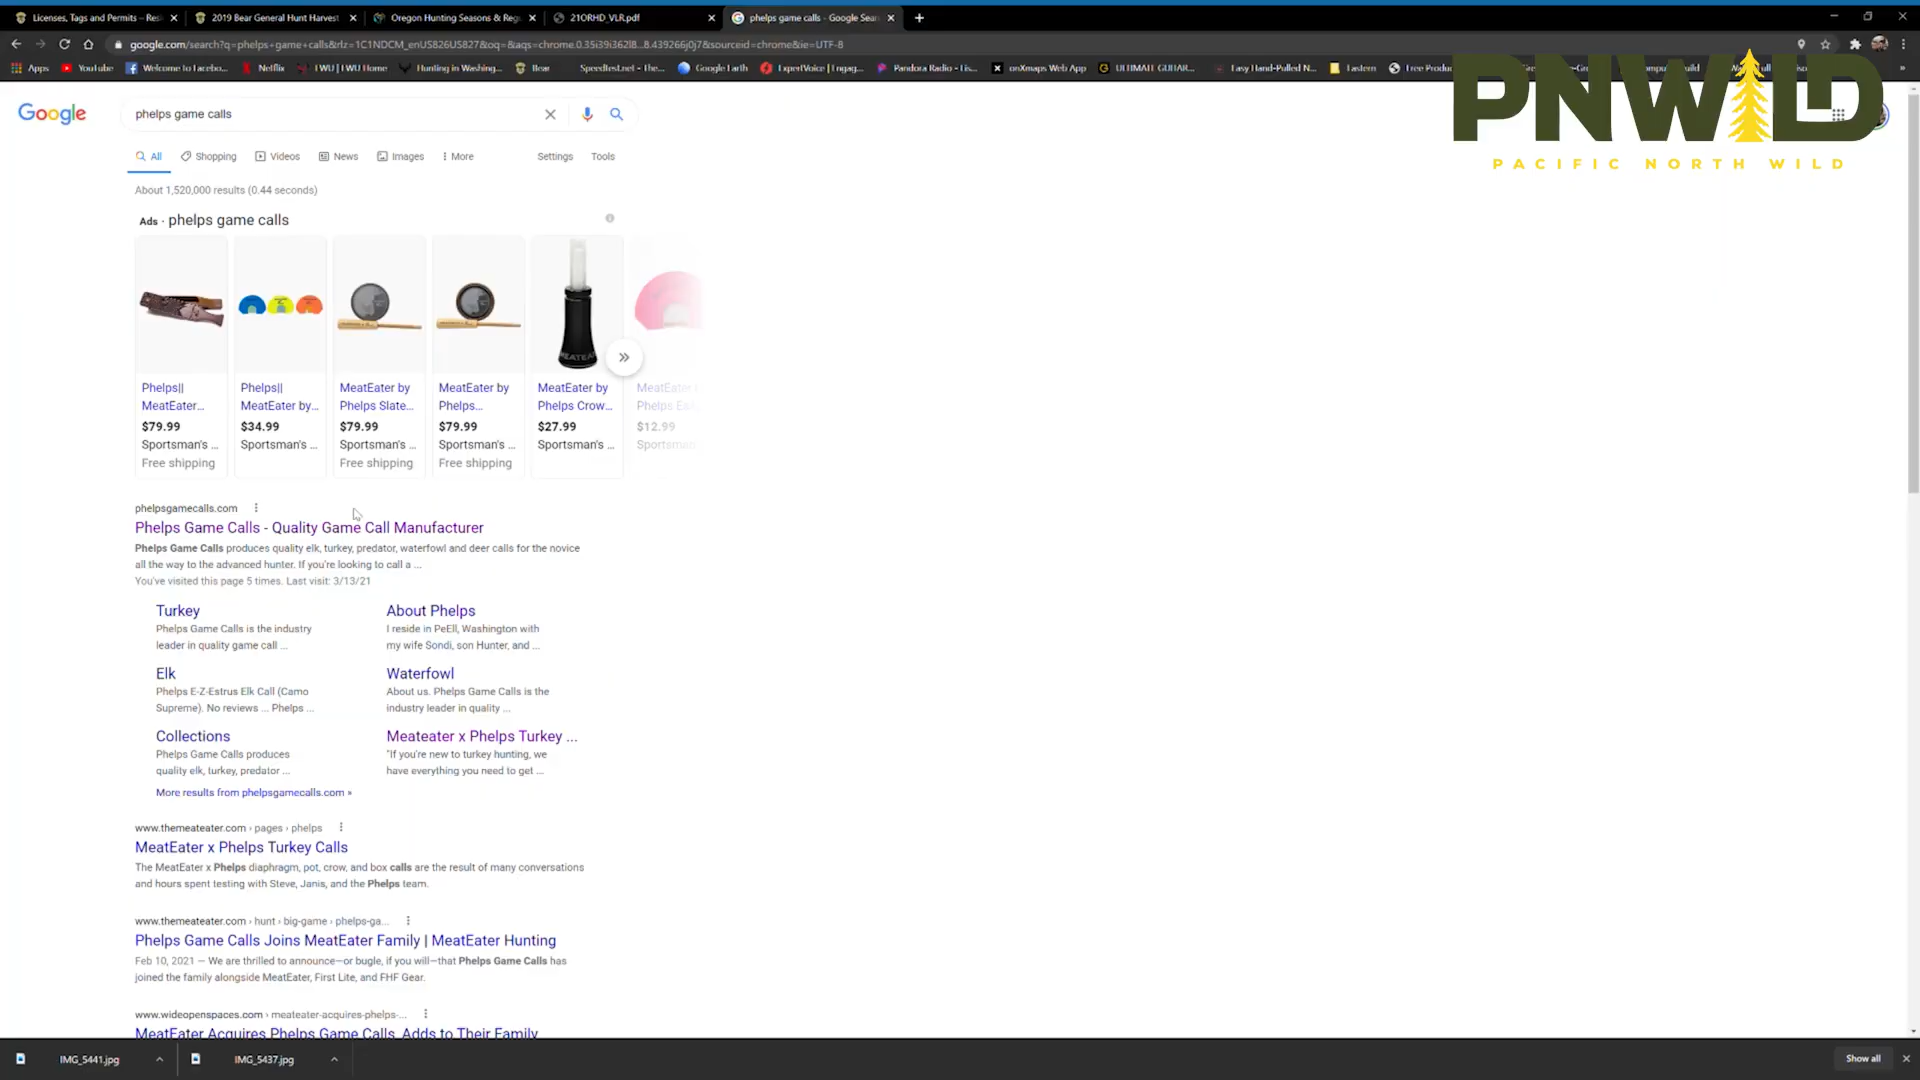 Licenses, Tags and Permits – Res
2019 Bear General Hunt Harvest
Oregon Hunting Seasons & Reg
21ORHD_VLR.pdf
phelps game calls - Google Sear
google.com/search?q=phelps+game+calls&rlz=1C1NDCM_enUS826US827&oq=&aqs=chrome.0.35i39i362l8...8.439266j0j7&sourceid=chrome&ie=UTF-8
Apps
YouTube
Welcome to Facebo...
Netflix
EWU | EWU Home
Hunting in Washing...
Bear
Speedtest.net - The...
Google Earth
ExpertVoice | Engag...
Pandora Radio - Lis...
onXmaps Web App
ULTIMATE GUITAR...
Easy Hand-Pulled N...
Eastern
Free Produc
PNWILD
PACIFIC NORTH WILD
Google
phelps game calls
All
Shopping
Videos
News
Images
More
Settings
Tools
About 1,520,000 results (0.44 seconds)
Ads · phelps game calls
Phelps||
MeatEater...
$79.99
Sportsman's ...
Free shipping
Phelps||
MeatEater by...
$34.99
Sportsman's ...
MeatEater by
Phelps Slate...
$79.99
Sportsman's ...
Free shipping
MeatEater by
Phelps...
$79.99
Sportsman's ...
Free shipping
MEATEA
MeatEater by
Phelps Crow...
$27.99
Sportsman's ...
MeatEater
Phelps Ea
$12.99
Sportsman
phelpsgamecalls.com
Phelps Game Calls - Quality Game Call Manufacturer
Phelps Game Calls produces quality elk, turkey, predator, waterfowl and deer calls for the novice
all the way to the advanced hunter. If you're looking to call a ...
You've visited this page 5 times. Last visit: 3/13/21
Turkey
Phelps Game Calls is the industry
leader in quality game call ...
About Phelps
I reside in PeEll, Washington with
my wife Sondi, son Hunter, and ...
Elk
Phelps E-Z-Estrus Elk Call (Camo
Supreme). No reviews ... Phelps ...
Waterfowl
About us. Phelps Game Calls is the
industry leader in quality ...
Collections
Phelps Game Calls produces
quality elk, turkey, predator ...
Meateater x Phelps Turkey ...
"If you're new to turkey hunting, we
have everything you need to get ...
More results from phelpsgamecalls.com »
www.themeateater.com › pages › phelps
MeatEater x Phelps Turkey Calls
The MeatEater x Phelps diaphragm, pot, crow, and box calls are the result of many conversations
and hours spent testing with Steve, Janis, and the Phelps team.
www.themeateater.com › hunt › big-game › phelps-ga...
Phelps Game Calls Joins MeatEater Family | MeatEater Hunting
Feb 10, 2021 — We are thrilled to announce—or bugle, if you will—that Phelps Game Calls has
joined the family alongside MeatEater, First Lite, and FHF Gear.
www.wideopenspaces.com › meateater-acquires-phelps-...
MeatEater Acquires Phelps Game Calls, Adds to Their Family
IMG_5441.jpg
IMG_5437.jpg
Show all